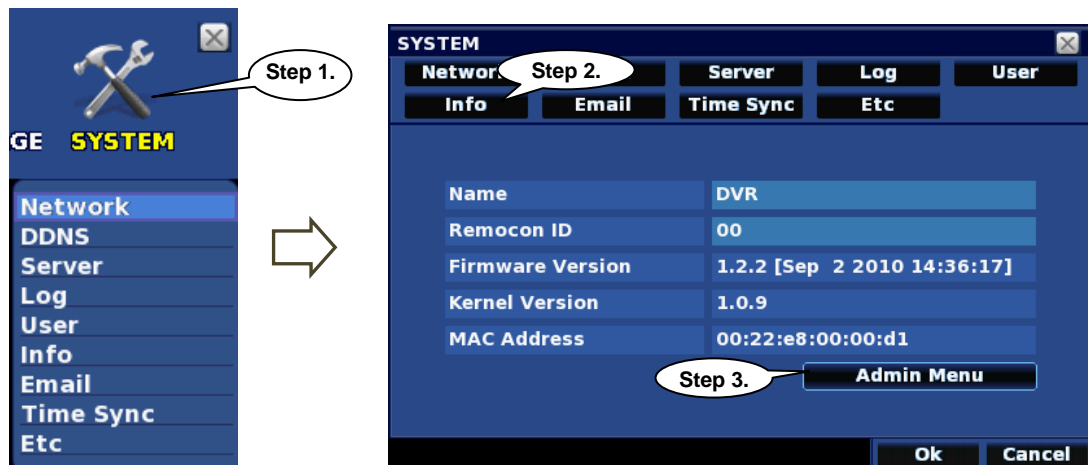 Step 1.
GE SYSTEM
Network
DDNS
Server
Log
User
Info
Email
Time Sync
Etc
SYSTEM
Step 2.
Server Log User
Info Email Time Sync Etc
Name DVR
Remocon ID 00
Firmware Version 1.2.2 [Sep 2 2010 14:36:17]
Kernel Version 1.0.9
MAC Address 00:22:e8:00:00:d1
Step 3.
Admin Menu
Ok Cancel